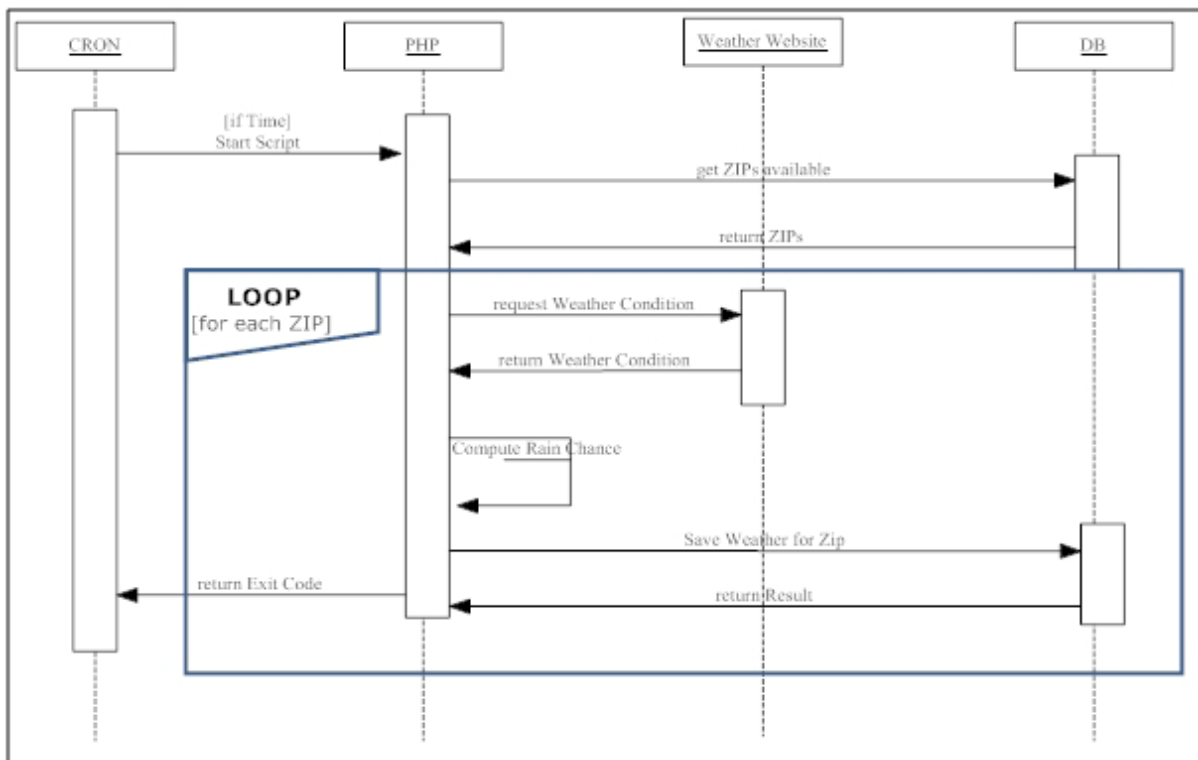 CRON
PHP
Weather Website
DB
[if Time]
Start Script
get ZIPs available
return ZIPs
LOOP
[for each ZIP]
request Weather Condition
return Weather Condition
Compute Rain Chance
Save Weather for Zip
return Exit Code
return Result